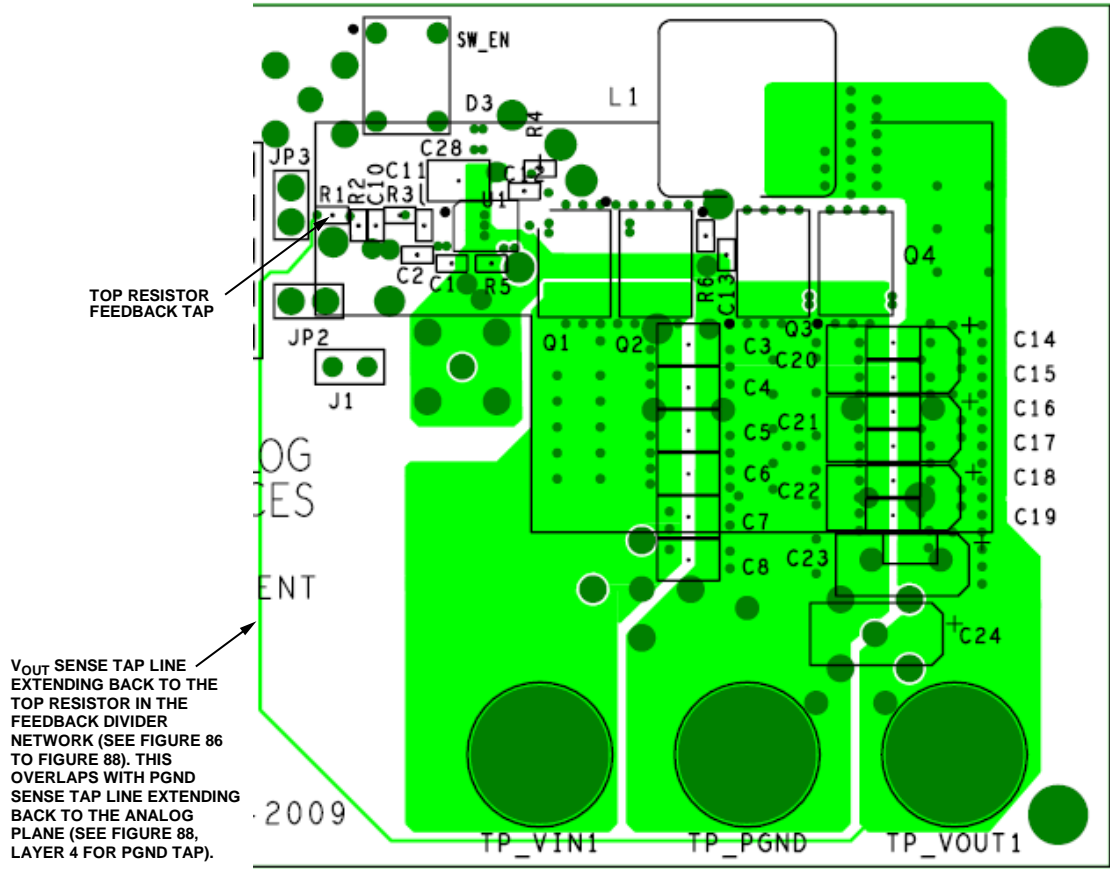 SW_EN
D3
R4
L1
JP3
C28
C11
C12
R1
R2
C10
R3
U1
TOP RESISTOR
FEEDBACK TAP
C2
C1
R5
R6
C13
Q4
JP2
Q1
Q2
C3
Q3
C20
C14
J1
C4
C15
C5
C21
C16
C17
OG
CES
C6
C22
C18
C7
C19
C8
C23
ENT
C24
VOUT SENSE TAP LINE
EXTENDING BACK TO THE
TOP RESISTOR IN THE
FEEDBACK DIVIDER
NETWORK (SEE FIGURE 86
TO FIGURE 88). THIS
OVERLAPS WITH PGND
SENSE TAP LINE EXTENDING
BACK TO THE ANALOG
PLANE (SEE FIGURE 88,
LAYER 4 FOR PGND TAP).
-2009
TP_VIN1
TP_PGND
TP_VOUT1